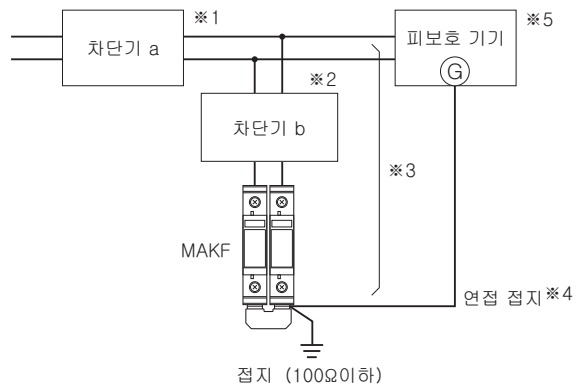 차단기 a
※1
피보호 기기
※5
G
※2
차단기 b
※3
MAKF
연접 접지※4
접지 (100Ω이하)